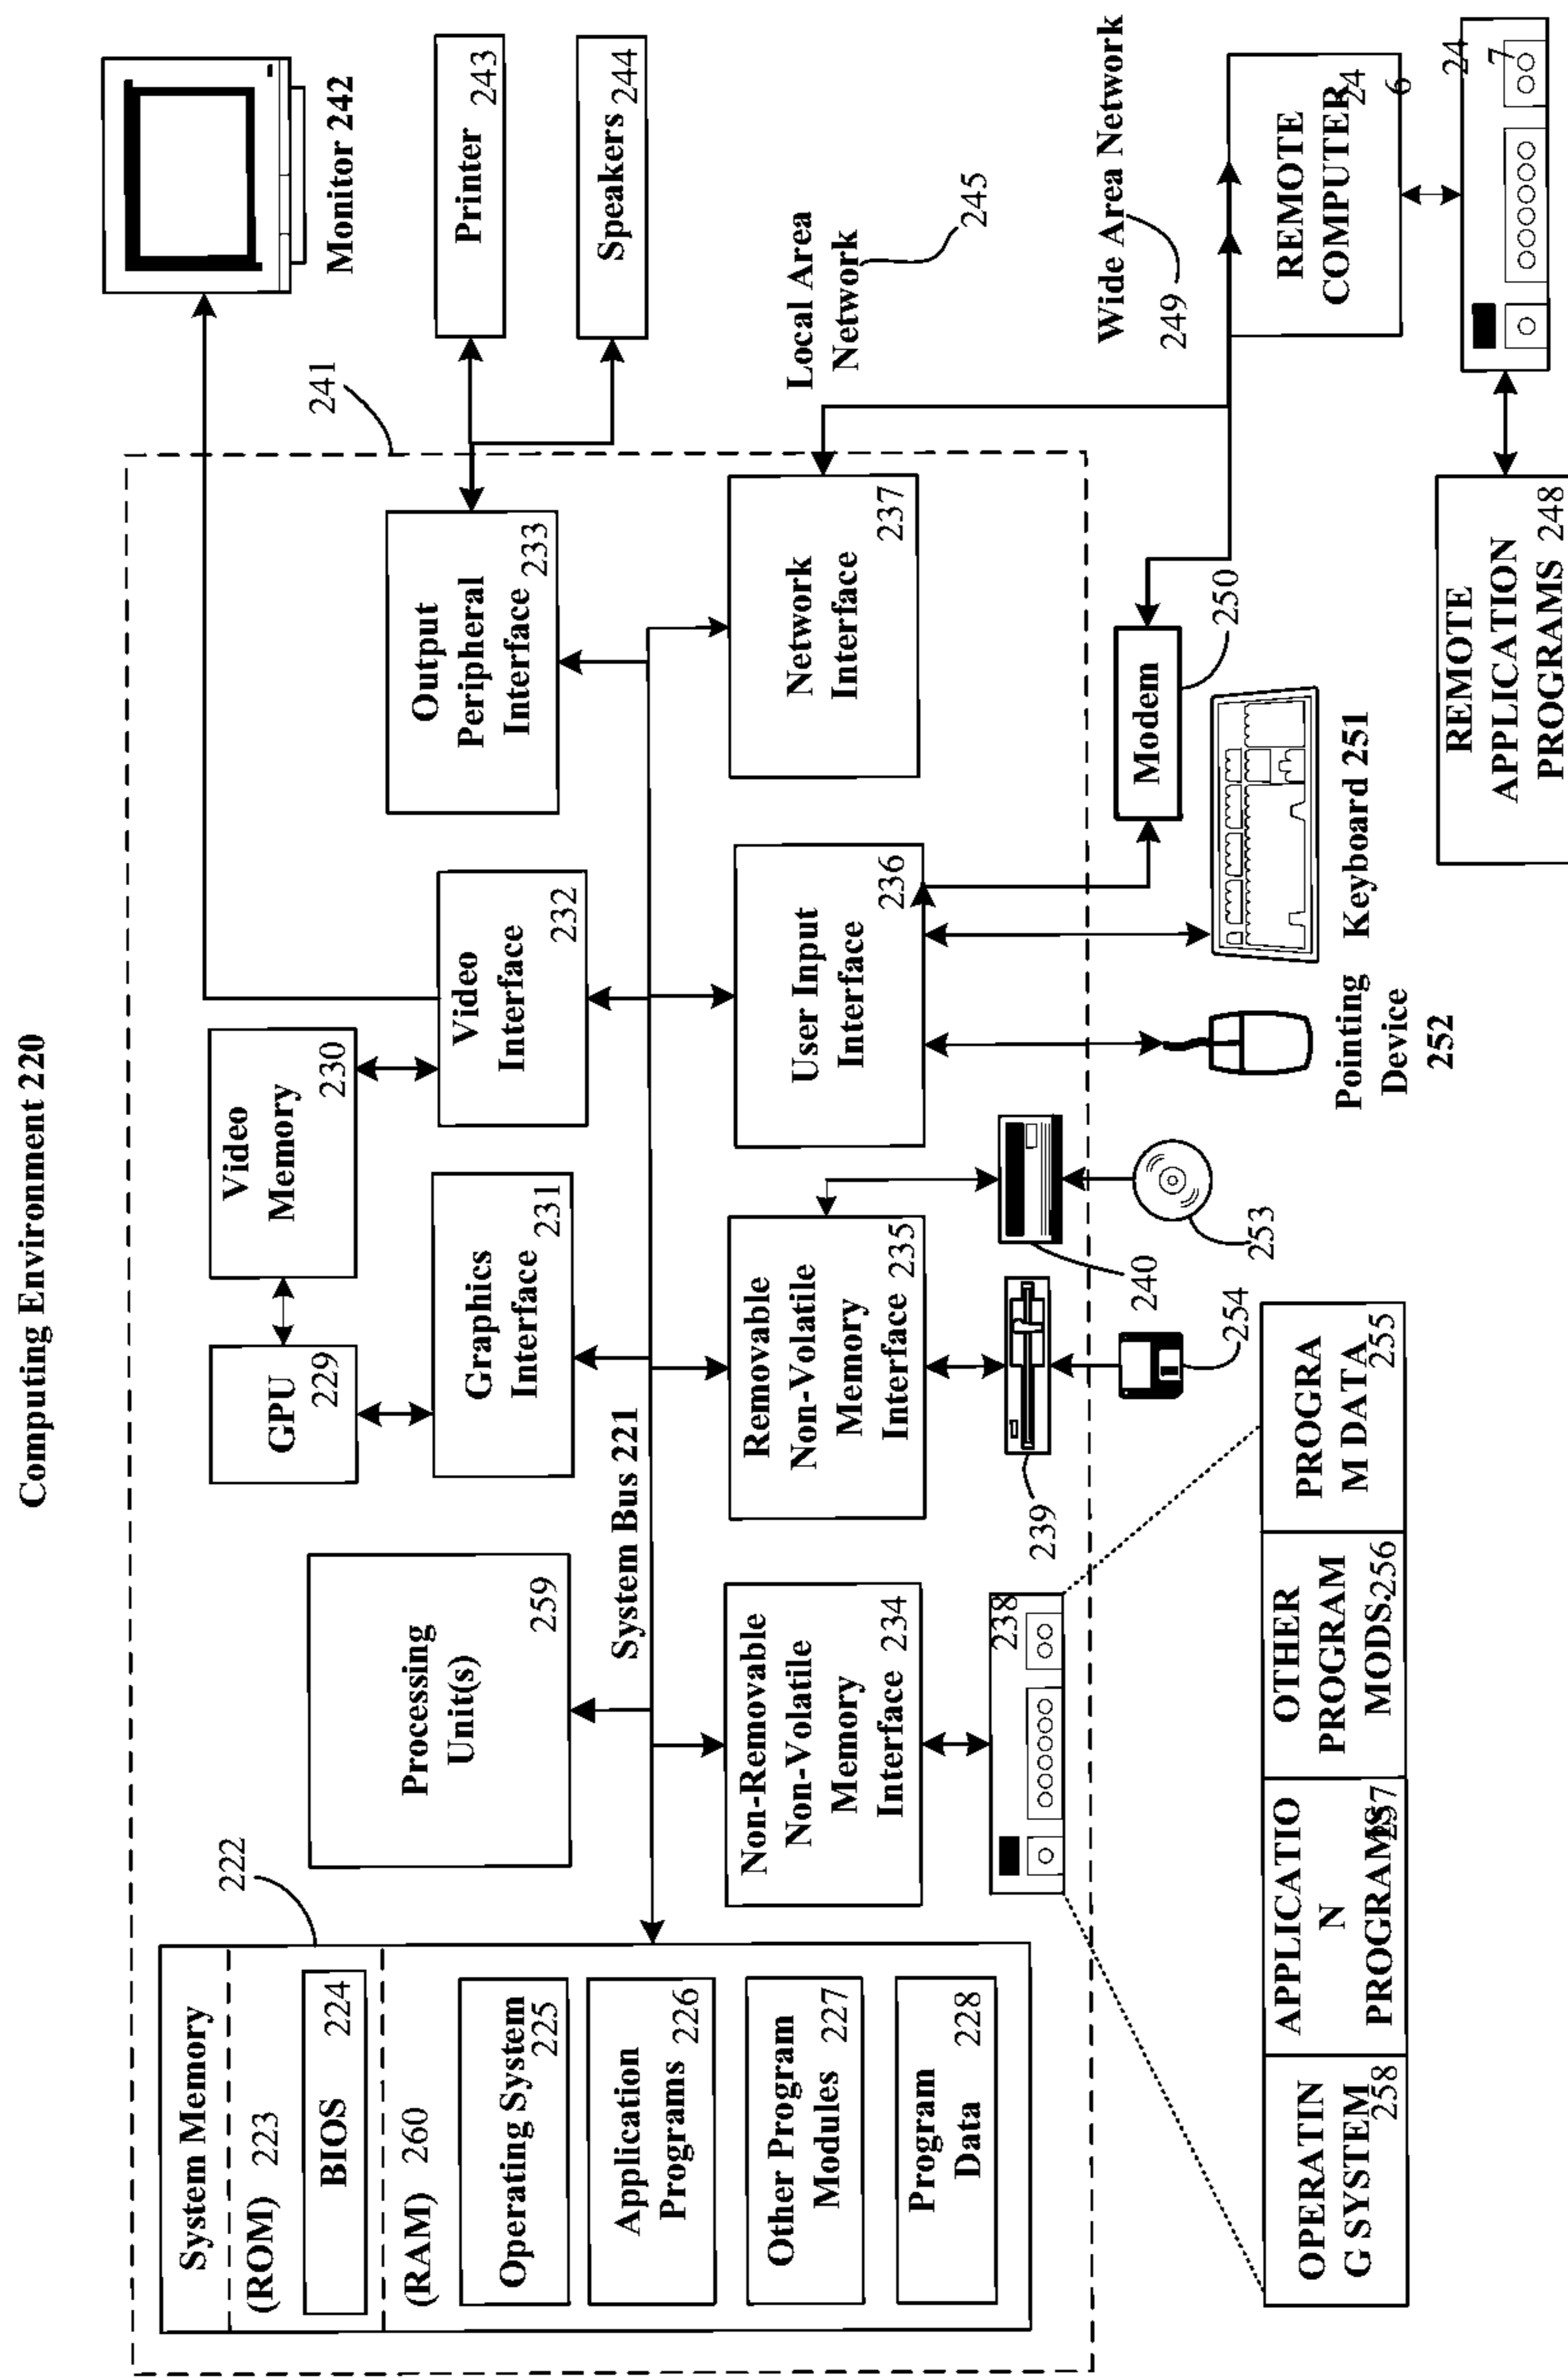 Computing Environment 220
241
Monitor 242
Printer 243
Speakers 244
222
System Memory
(ROM) 223
BIOS 224
(RAM) 260
Operating System
225
Application
Programs 226
Other Program
Modules 227
Program
Data 228
Processing
Unit(s)
259
GPU
229
Video
Memory
230
Graphics
Interface 231
Video
Interface
232
Output
Peripheral
Interface 233
System Bus 221
Non-Removable
Non-Volatile
Memory
Interface 234
Removable
Non-Volatile
Memory
Interface 235
User Input
Interface
236
Network
Interface
237
Local Area
Network
245
238
239
240
254
253
Modem
250
Wide Area Network
249
Pointing
Device
252
Keyboard 251
REMOTE
COMPUTER
24
6
24
7
REMOTE
APPLICATION
PROGRAMS 248
OPERATIN
G SYSTEM
258
APPLICATIO
N
PROGRAMS
257
OTHER
PROGRAM
MODS.
256
PROGRA
M DATA
255